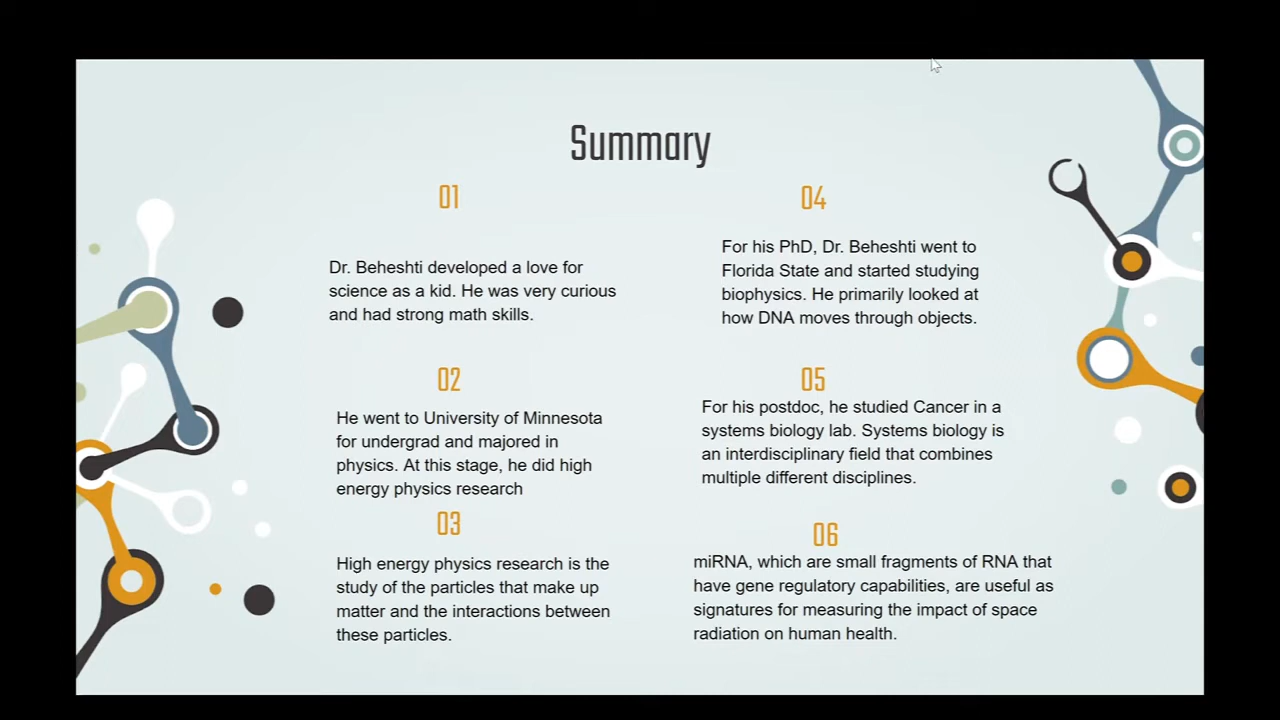 Summary
01
Dr. Beheshti developed a love for
science as a kid. He was very curious
and had strong math skills.
02
He went to University of Minnesota
for undergrad and majored in
physics. At this stage, he did high
energy physics research
03
High energy physics research is the
study of the particles that make up
matter and the interactions between
these particles.
04
For his PhD, Dr. Beheshti went to
Florida State and started studying
biophysics. He primarily looked at
how DNA moves through objects.
05
For his postdoc, he studied Cancer in a
systems biology lab. Systems biology is
an interdisciplinary field that combines
multiple different disciplines.
06
miRNA, which are small fragments of RNA that
have gene regulatory capabilities, are useful as
signatures for measuring the impact of space
radiation on human health.